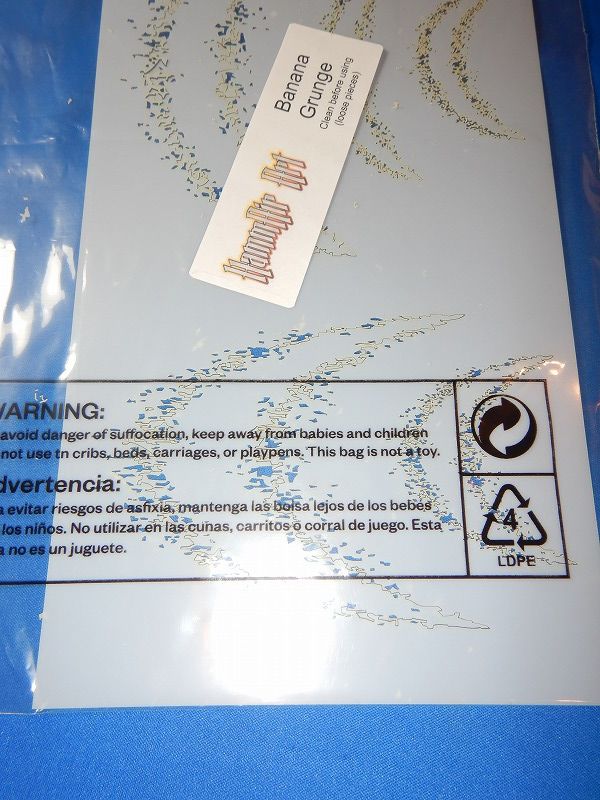 Banana
Grunge
Clean before using
(loose pieces)
HammAir Art
WARNING:
avoid danger of suffocation, keep away from babies and children
not use tn cribs, beds, carriages, or playpens. This bag is not a toy.
dvertencia:
a evitar riesgos de asfixia, mantenga las bolsa lejos de los bebes
los niños. No utilizar en las cunas, carritos o corral de juego. Esta
a no es un juguete.
4
LDPE